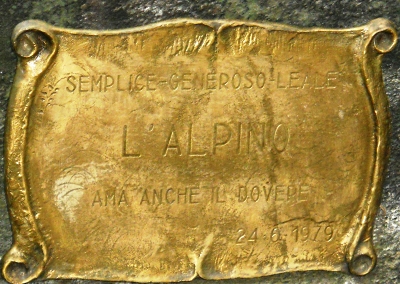 SEMPLICE-GENEROSO-LEALE
L'ALPINO
AMA ANCHE IL DOVERE
24-6-1979